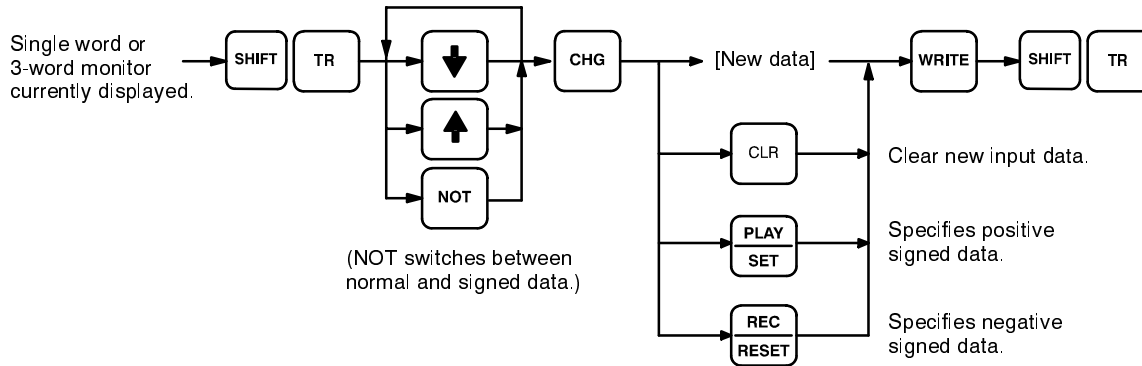 Single word or
3-word monitor
currently displayed.
SHIFT
TR
CHG
[New data]
WRITE
SHIFT
TR
NOT
(NOT switches between
normal and signed data.)
CLR
Clear new input data.
PLAY
SET
Specifies positive
signed data.
REC
RESET
Specifies negative
signed data.